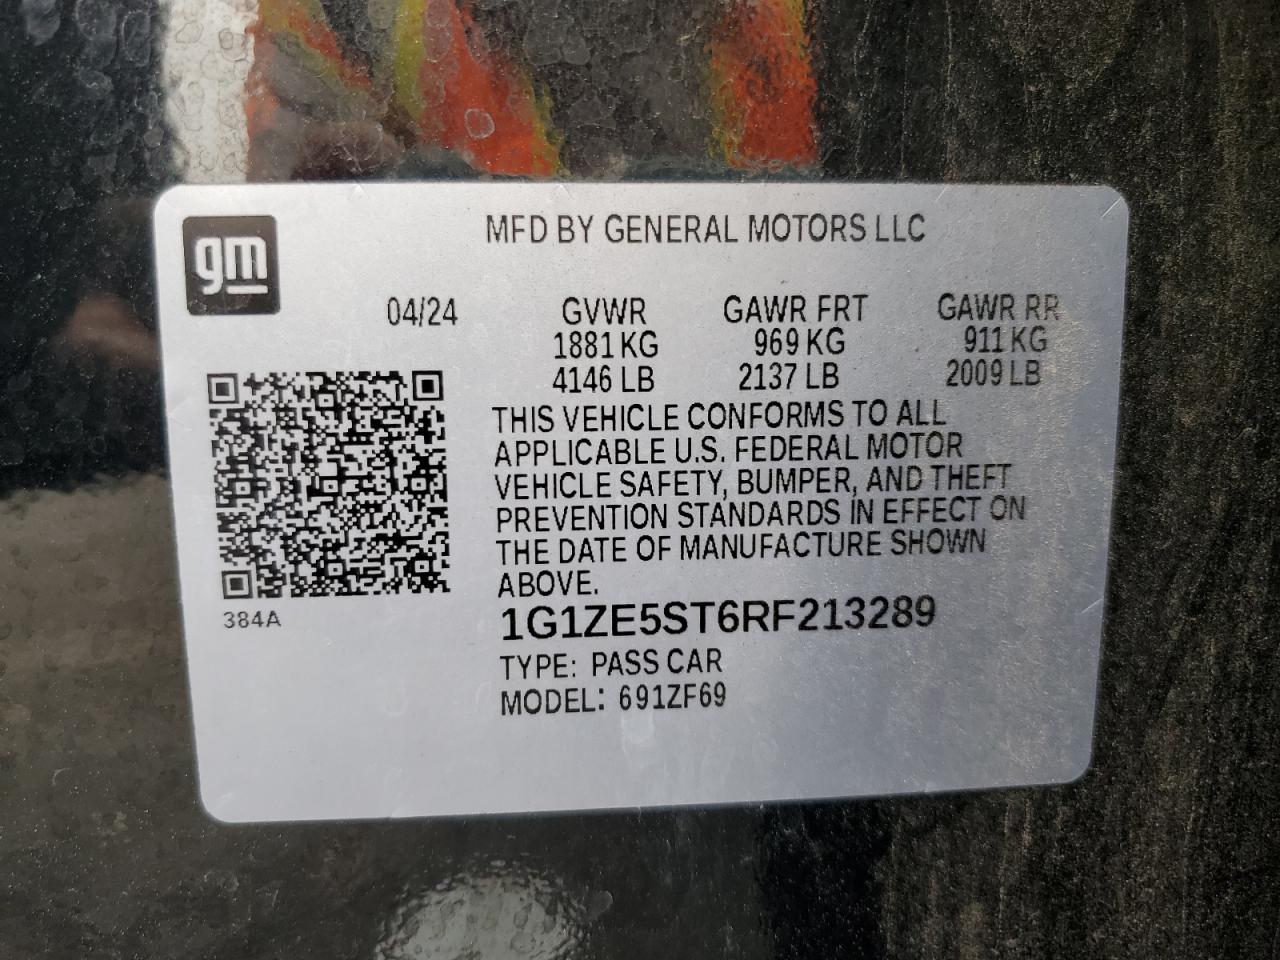 gm
MFD BY GENERAL MOTORS LLC
04/24 GVWR GAWR FRT GAWR RR
1881 KG 969 KG 911 KG
4146 LB 2137 LB 2009 LB
THIS VEHICLE CONFORMS TO ALL
APPLICABLE U.S. FEDERAL MOTOR
VEHICLE SAFETY, BUMPER, AND THEFT
PREVENTION STANDARDS IN EFFECT ON
THE DATE OF MANUFACTURE SHOWN
ABOVE.
384A
1G1ZE5ST6RF213289
TYPE: PASS CAR
MODEL: 691ZF69